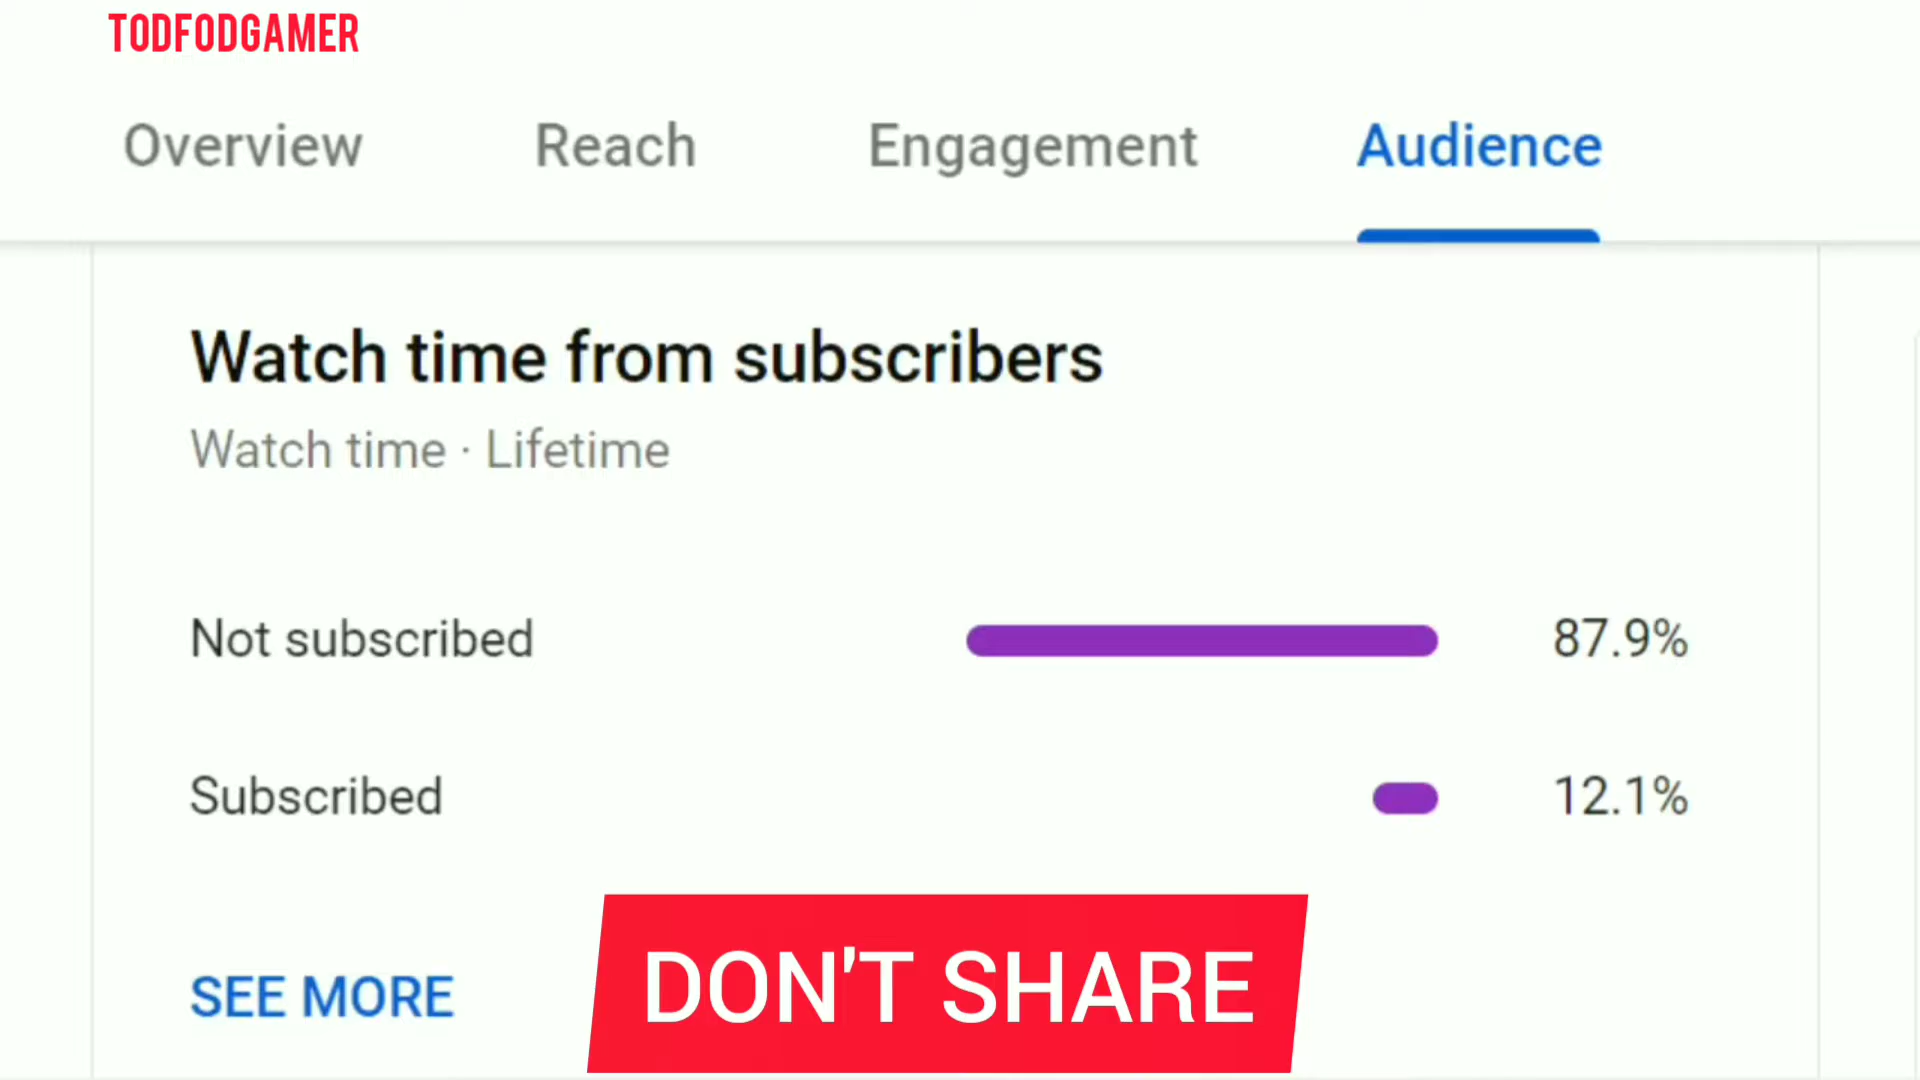 TODFODGAMER
Overview Reach Engagement Audience
Watch time from subscribers
Watch time · Lifetime
Not subscribed 87.9%
Subscribed 12.1%
SEE MORE
DON'T SHARE